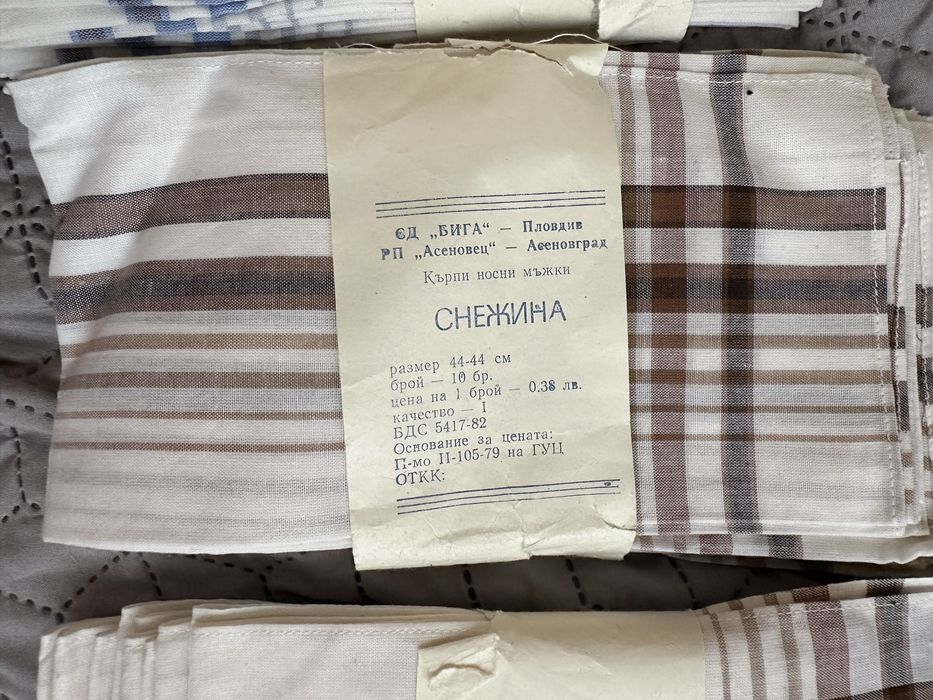 СД „БИГА“ — Пловдив
РП „Асеновец“ — Асеновград
Кърпи носни мъжки
СНЕЖИНА
размер 44-44 см
брой — 10 бр.
цена на 1 брой — 0.38 лв.
качество — I
БДС 5417-82
Основание за цената:
П-мо II-105-79 на ГУЦ
ОТКК: